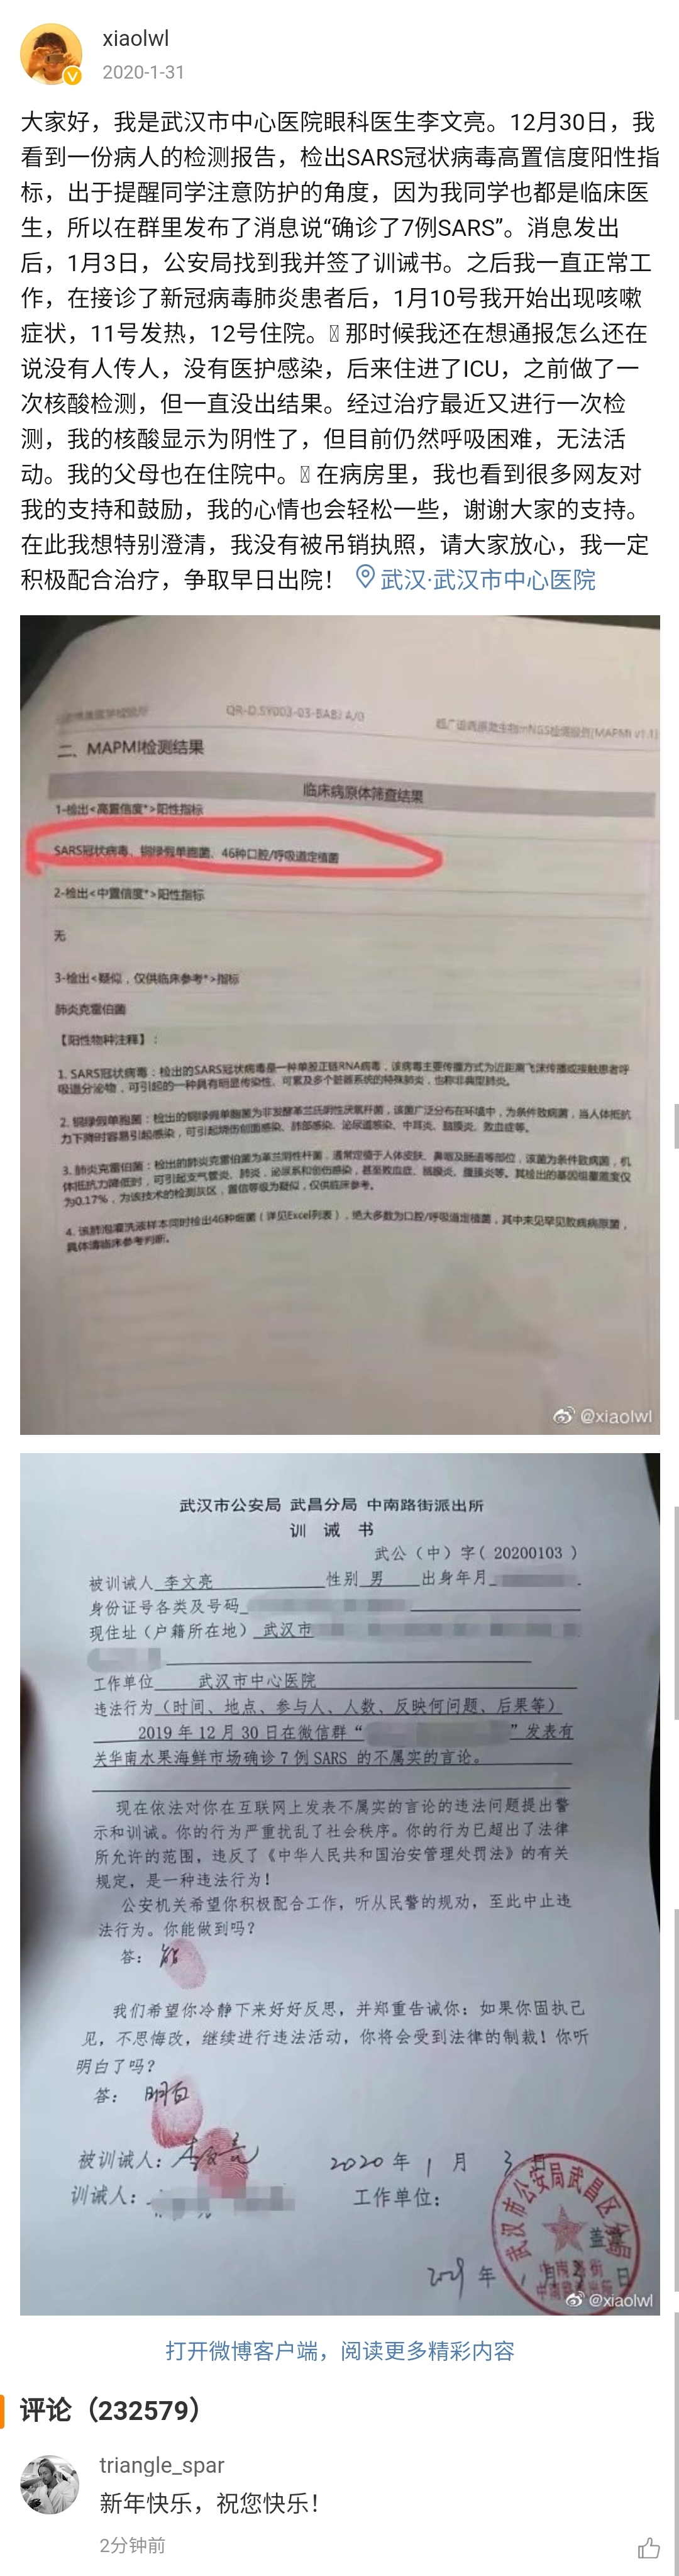 xiaolwl
2020-1-31
大家好，我是武汉市中心医院眼科医生李文亮。12月30日，我
看到一份病人的检测报告，检出SARS冠状病毒高置信度阳性指
标，出于提醒同学注意防护的角度，因为我同学也都是临床医
生，所以在群里发布了消息说“确诊了7例SARS”。消息发出
后，1月3日，公安局找到我并签了训诫书。之后我一直正常工
作，在接诊了新冠病毒肺炎患者后，1月10号我开始出现咳嗽
症状，11号发热，12号住院。 那时候我还在想通报怎么还在
说没有人传人，没有医护感染，后来住进了ICU，之前做了一
次核酸检测，但一直没出结果。经过治疗最近又进行一次检
测，我的核酸显示为阴性了，但目前仍然呼吸困难，无法活
动。我的父母也在住院中。 在病房里，我也看到很多网友对
我的支持和鼓励，我的心情也会轻松一些，谢谢大家的支持。
在此我想特别澄清，我没有被吊销执照，请大家放心，我一定
积极配合治疗，争取早日出院！ 武汉·武汉市中心医院
二、MAPMI检测结果
临床病原体筛查结果
1-检出<高置信度*>阳性指标
SARS冠状病毒、铜绿假单胞菌、46种口腔/呼吸道定植菌
2-检出<中置信度*>阳性指标
无
3-检出<疑似，仅供临床参考*>指标
肺炎克雷伯菌
【阳性物种注释】：
1. SARS冠状病毒：检出的SARS冠状病毒是一种单股正链RNA病毒，该病毒主要传播方式为近距离飞沫传播或接触患者呼
吸道分泌物，可引起的一种具有明显传染性、可累及多个脏器系统的特殊肺炎，也称非典型肺炎。
2. 铜绿假单胞菌：检出的铜绿假单胞菌为非发酵革兰氏阴性厌氧杆菌，该菌广泛分布在环境中，为条件致病菌，当人体抵抗
力下降时容易引起感染，可引起烧伤创面感染、肺部感染、泌尿道感染、中耳炎、脑膜炎、败血症等。
3. 肺炎克雷伯菌：检出的肺炎克雷伯菌为革兰阴性杆菌，通常定植于人体皮肤、鼻咽及肠道等部位，该菌为条件致病菌，机
体抵抗力降低时，可引起支气管炎、肺炎，泌尿系和创伤感染，甚至败血症、脑膜炎、腹膜炎等。其检出的基因组覆盖度仅
为0.17%，为该技术的检测灰区，置信等级为疑似，仅供临床参考。
4. 该肺泡灌洗液样本同时检出46种细菌（详见Excel列表），绝大多数为口腔/呼吸道定植菌，其中未见罕见致病病原菌，
具体请临床参考判断。
@xiaolwl
武汉市公安局 武昌分局 中南路街派出所
训 诫 书
武公（中）字（20200103）
被训诫人 李文亮 性别 男 出身年月
身份证号各类及号码
现住址（户籍所在地） 武汉市
工作单位 武汉市中心医院
违法行为（时间、地点、参与人、人数、反映何问题、后果等）
2019 年 12 月 30 日在微信群“ ”发表有
关华南水果海鲜市场确诊 7 例 SARS 的不属实的言论。
现在依法对你在互联网上发表不属实的言论的违法问题提出警
示和训诫。你的行为严重扰乱了社会秩序。你的行为已超出了法律
所允许的范围，违反了《中华人民共和国治安管理处罚法》的有关
规定，是一种违法行为！
公安机关希望你积极配合工作，听从民警的规劝，至此中止违
法行为。你能做到吗？
答：能
我们希望你冷静下来好好反思，并郑重告诫你：如果你固执己
见，不思悔改，继续进行违法活动，你将会受到法律的制裁！你听
明白了吗？
答：明白
被训诫人：李文亮 2020 年 1 月 3 日
训诫人： 工作单位：
武汉市公安局武昌区分局
年 月 日
@xiaolwl
打开微博客户端，阅读更多精彩内容
评论（232579）
triangle_spar
新年快乐，祝您快乐！
2分钟前